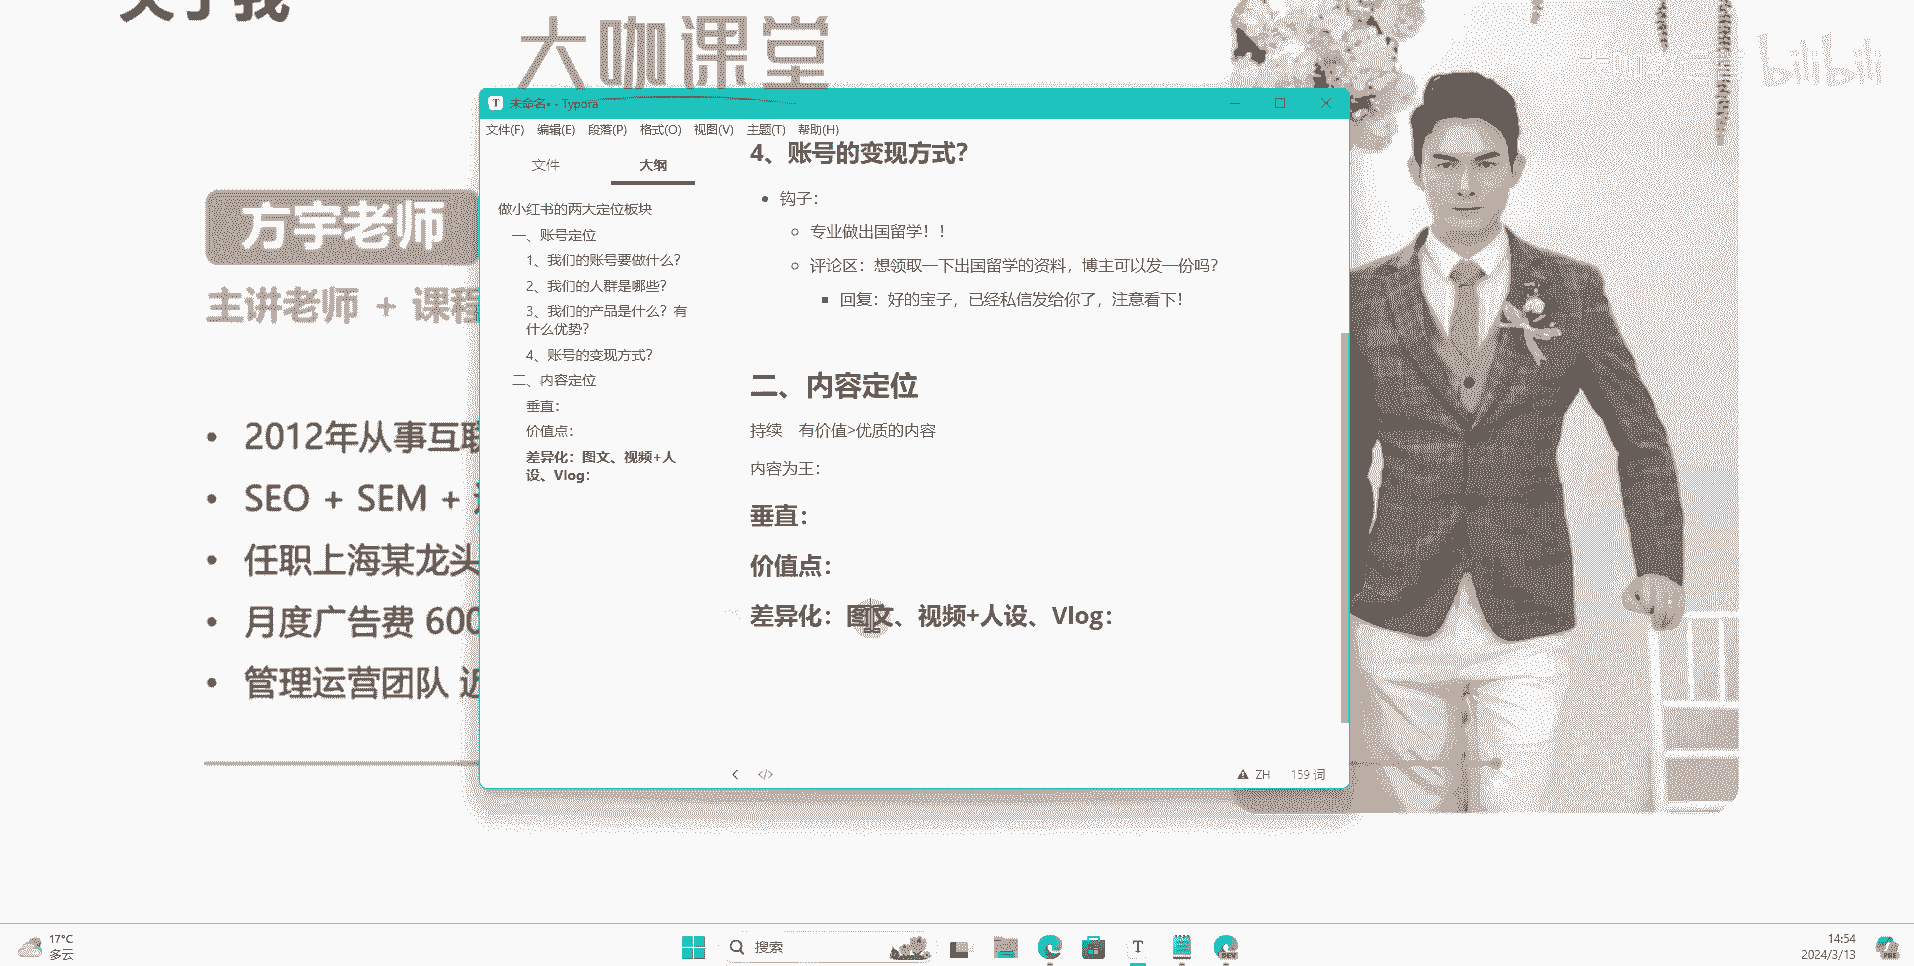 关于我
大咖课堂
bilibili
方宇老师
主讲老师 + 课程
2012年从事互联
SEO + SEM +
任职上海某龙头
月度广告费 600
管理运营团队 近
未命名• - Typora
文件(F) 编辑(E) 段落(P) 格式(O) 视图(V) 主题(T) 帮助(H)
文件 大纲
做小红书的两大定位板块
一、账号定位
1、我们的账号要做什么?
2、我们的人群是哪些?
3、我们的产品是什么?有
什么优势?
4、账号的变现方式?
二、内容定位
垂直:
价值点:
差异化:图文、视频+人
设、Vlog:
4、账号的变现方式?
钩子:
专业做出国留学!!
评论区:想领取一下出国留学的资料,博主可以发一份吗?
回复:好的宝子,已经私信发给你了,注意看下!
二、内容定位
持续 有价值>优质的内容
内容为王:
垂直:
价值点:
差异化:图文、视频+人设、Vlog:
ZH 159 词
17°C
多云
搜索
T
DEV
14:54
2024/3/13
PRE